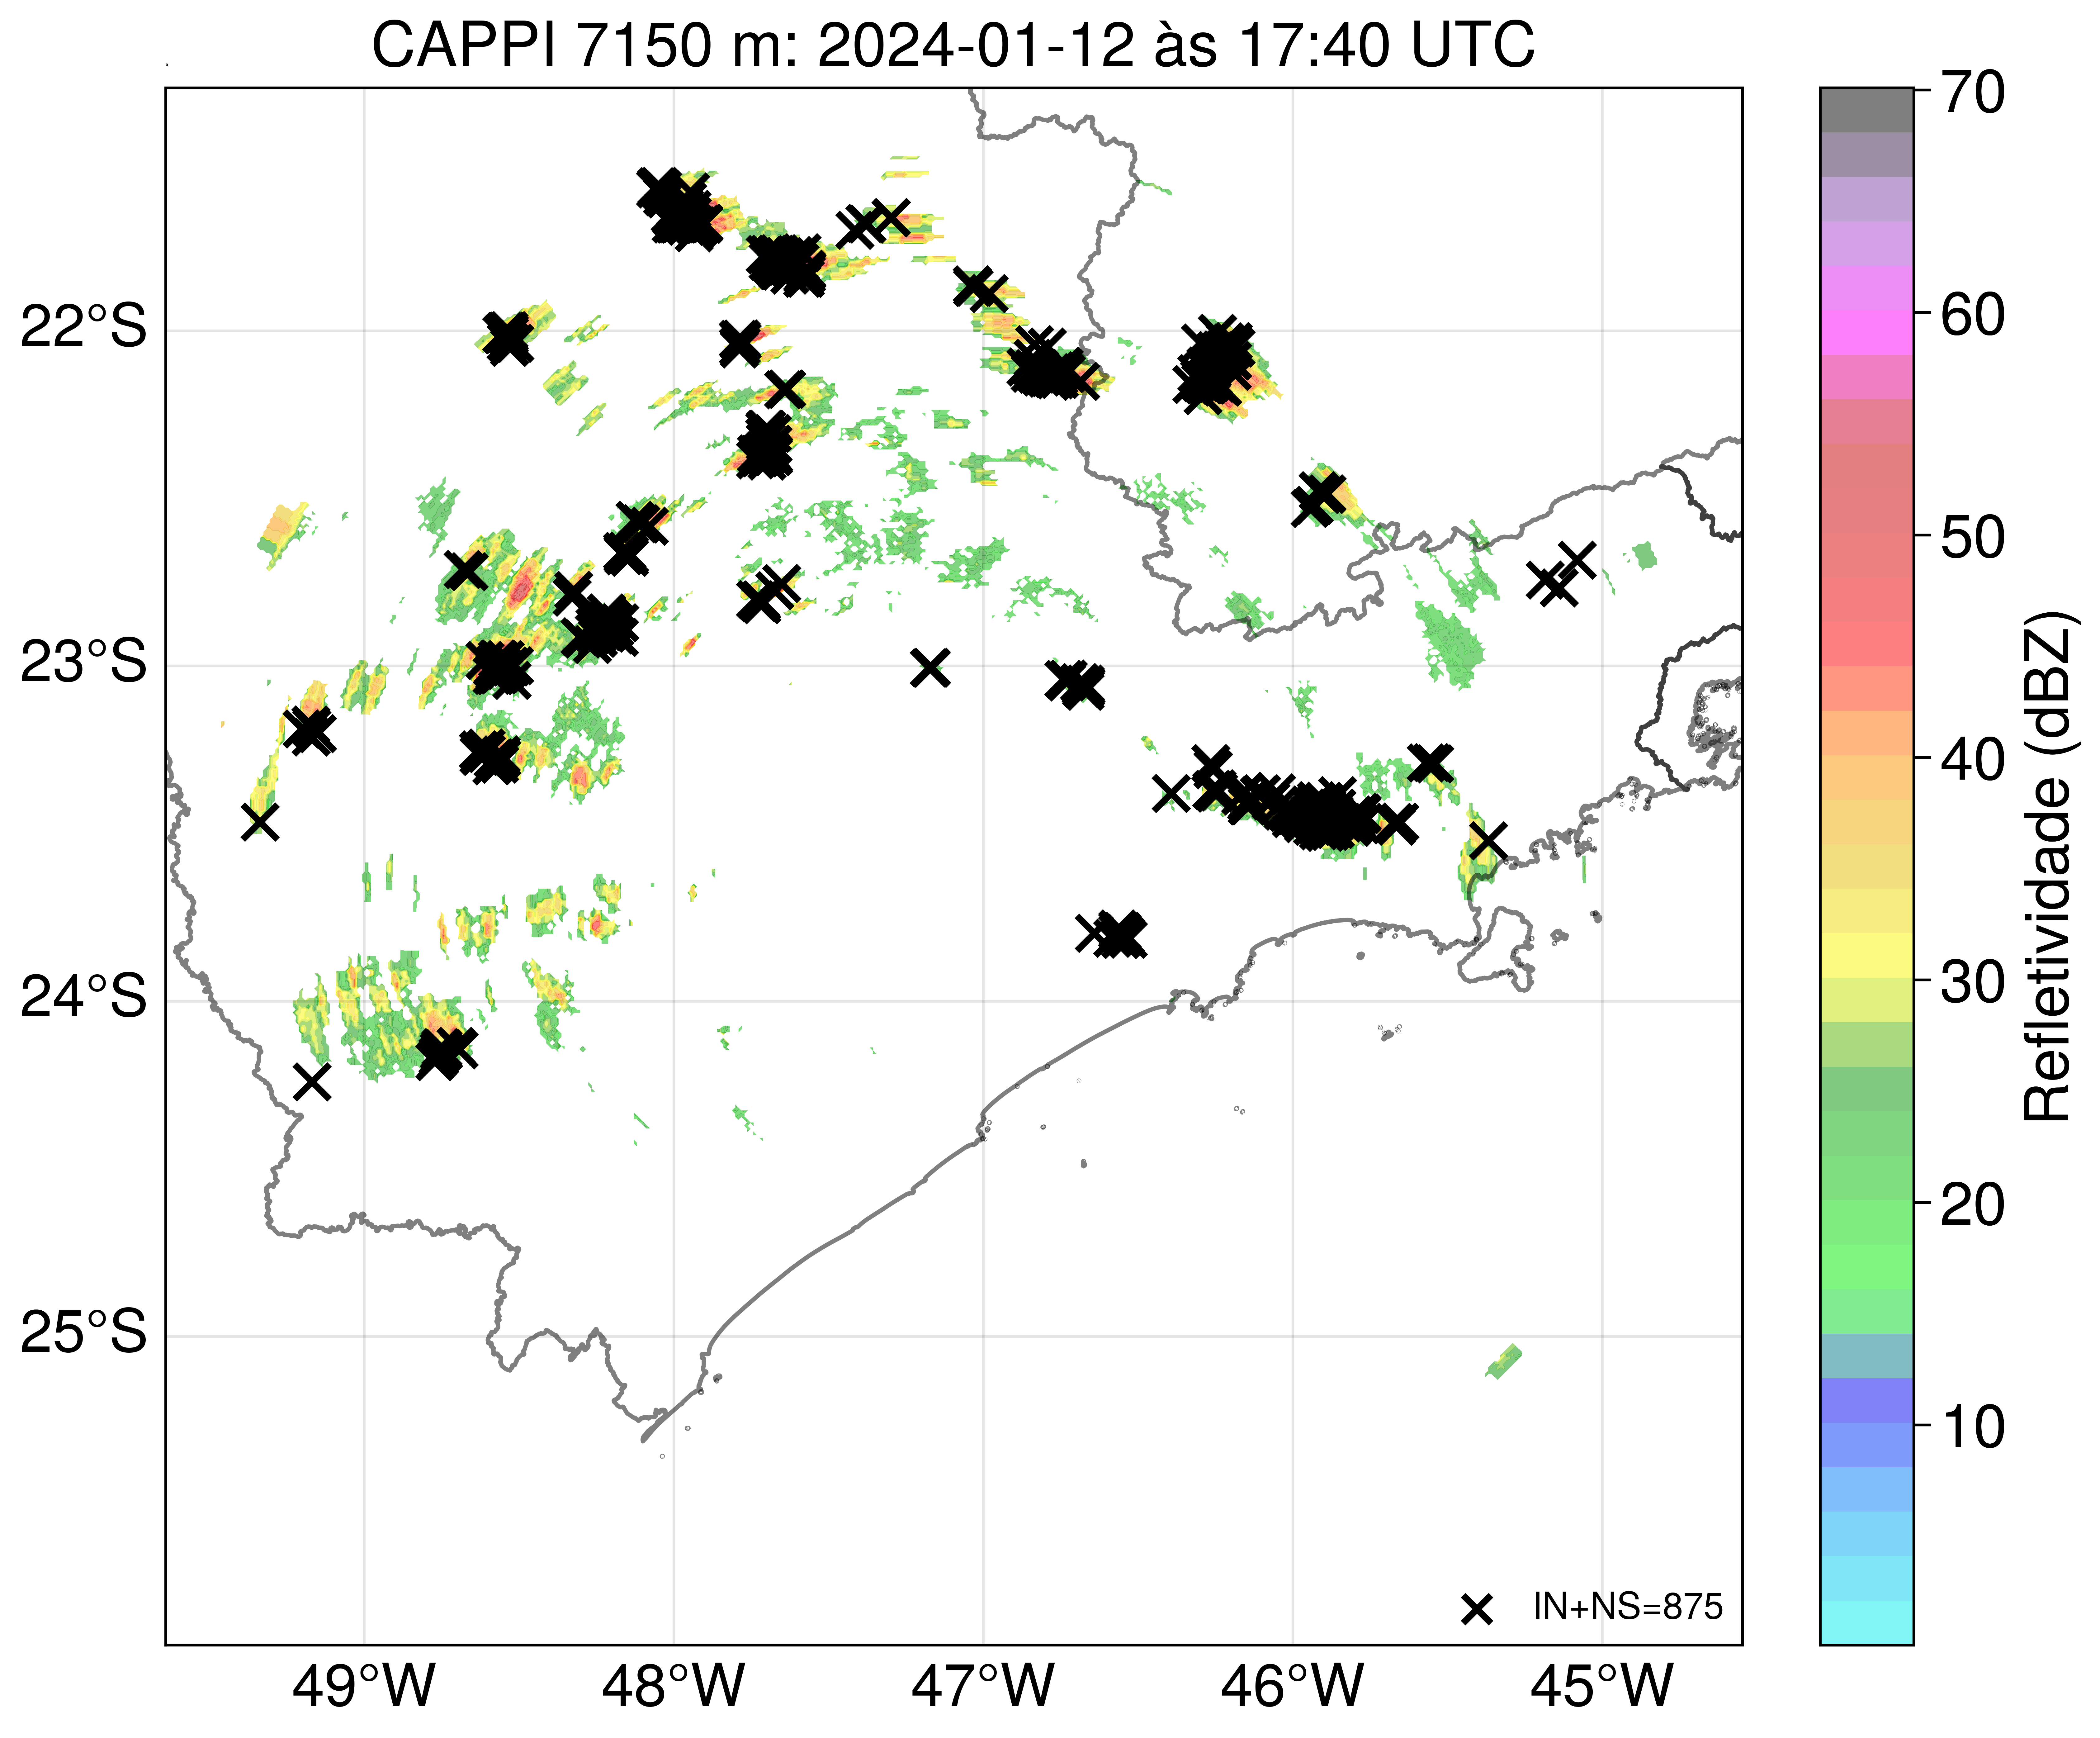 CAPPI 7150 m: 2024-01-12 às 17:40 UTC
22°S
23°S
24°S
25°S
49°W
48°W
47°W
46°W
45°W
IN+NS=875
70
60
50
40
30
20
10
Refletividade (dBZ)